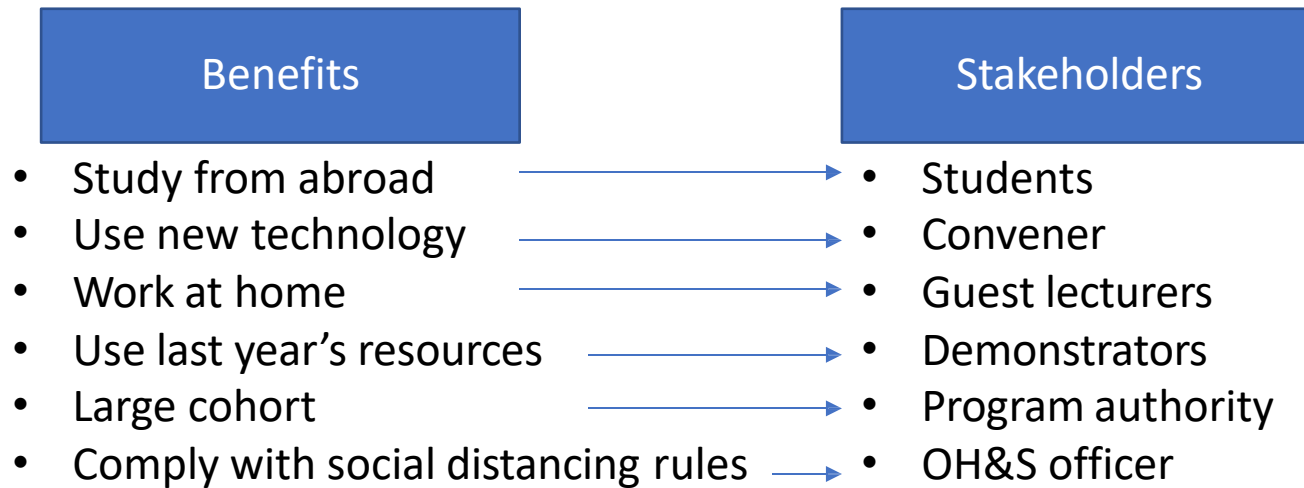 Benefits Stakeholders
• Study from abroad • Students
• Use new technology • Convener
• Work at home • Guest lecturers
• Use last year’s resources • Demonstrators
• Large cohort • Program authority
• Comply with social distancing rules • OH&S officer